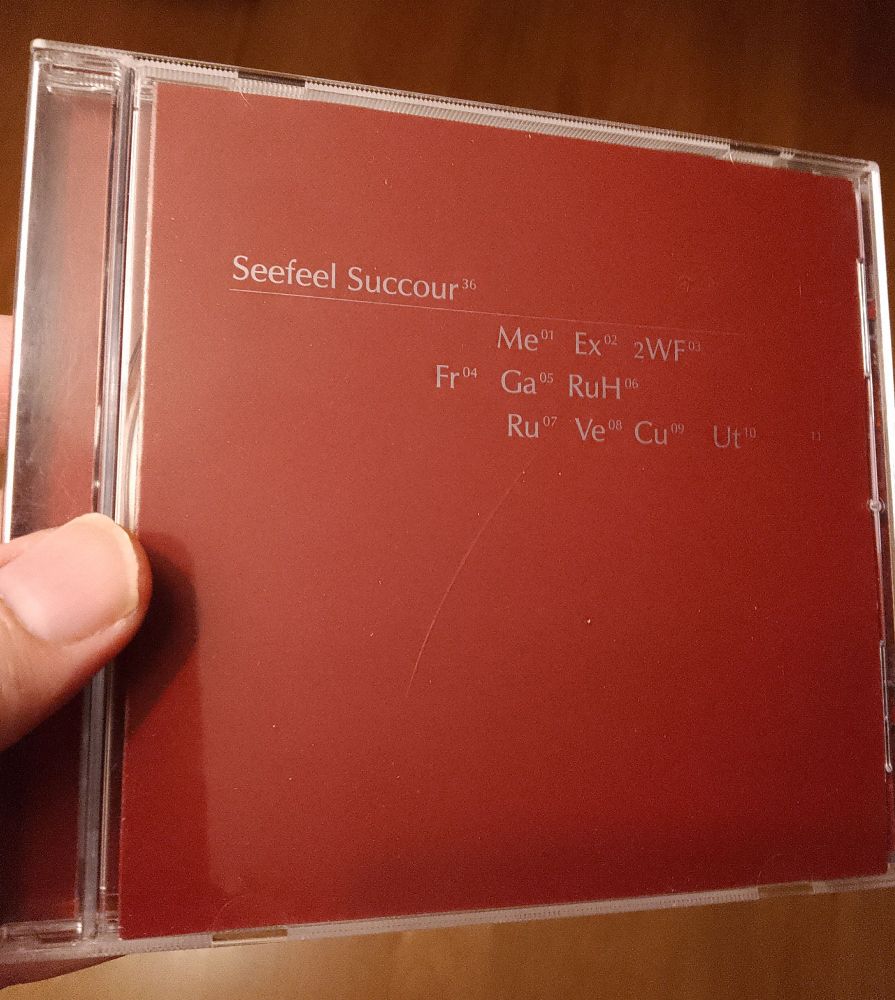 Seefeel Succour³⁶
Me⁰¹ Ex⁰² 2WF⁰³
Fr⁰⁴ Ga⁰⁵ RuH⁰⁶
Ru⁰⁷ Ve⁰⁸ Cu⁰⁹ Ut¹⁰ ¹¹